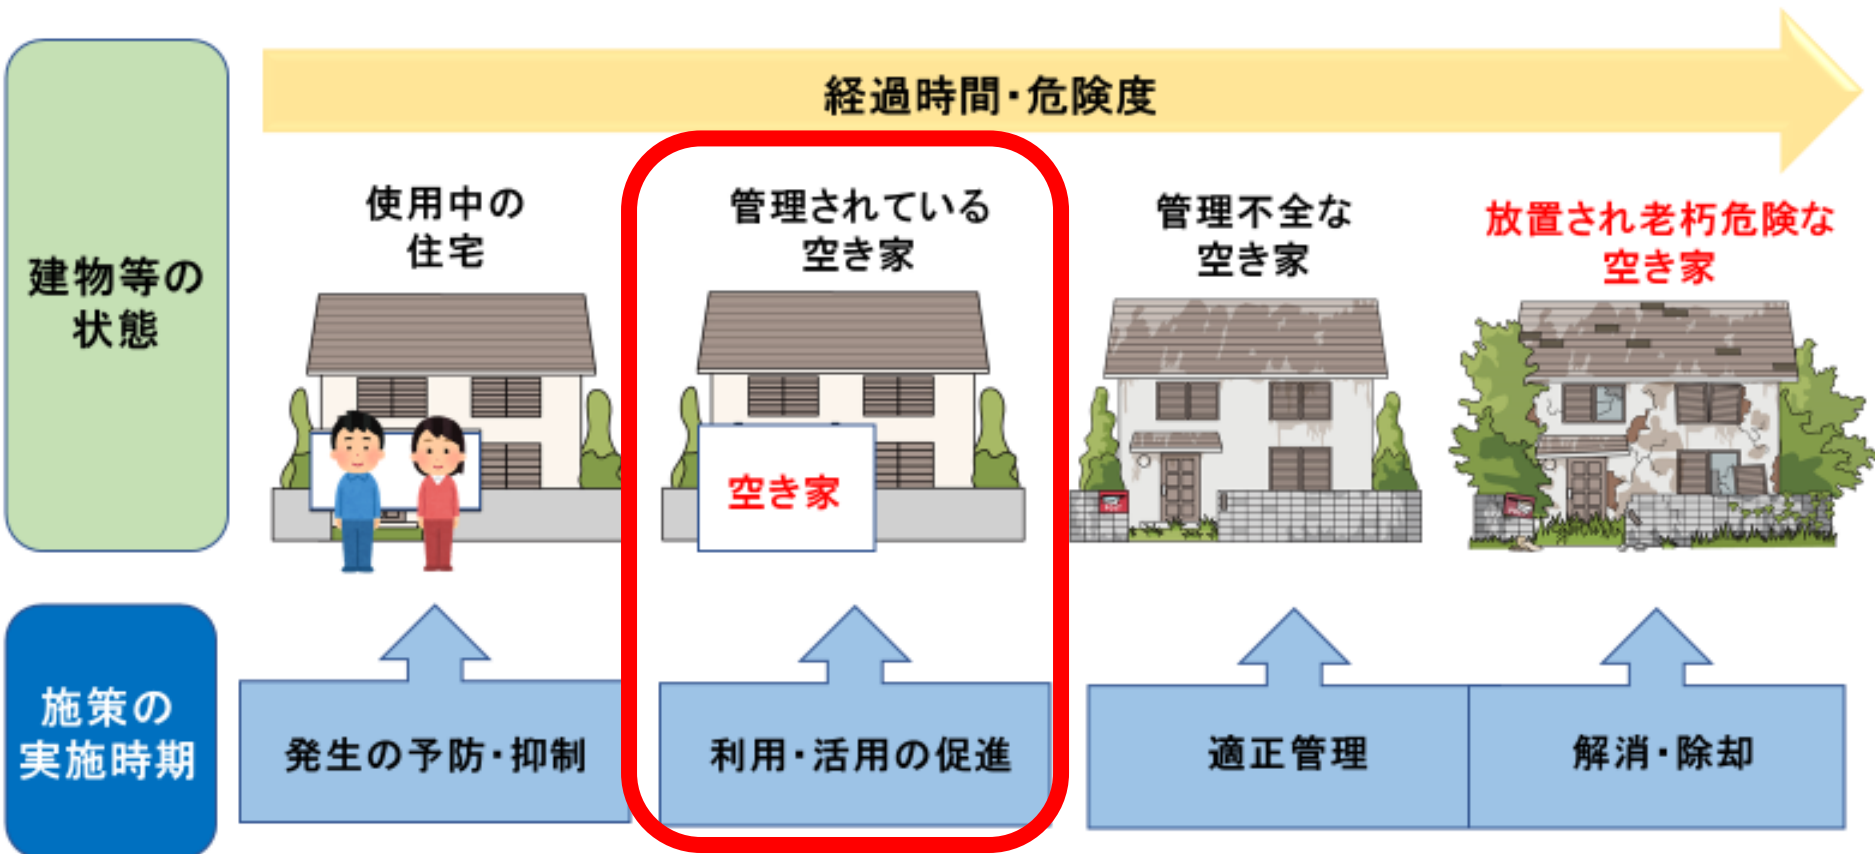 経過時間・危険度
建物等の
状態
使用中の
住宅
管理されている
空き家
管理不全な
空き家
放置され老朽危険な
空き家
空き家
施策の
実施時期
発生の予防・抑制
利用・活用の促進
適正管理
解消・除却